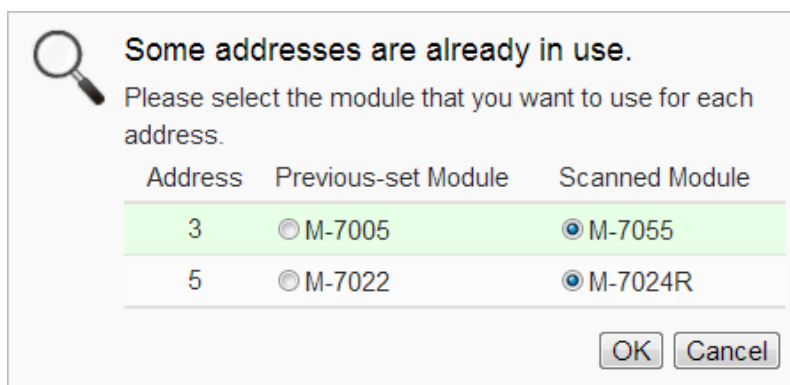 Some addresses are already in use.
Please select the module that you want to use for each
address.
Address Previous-set Module Scanned Module
3 M-7005 M-7055
5 M-7022 M-7024R
OK Cancel